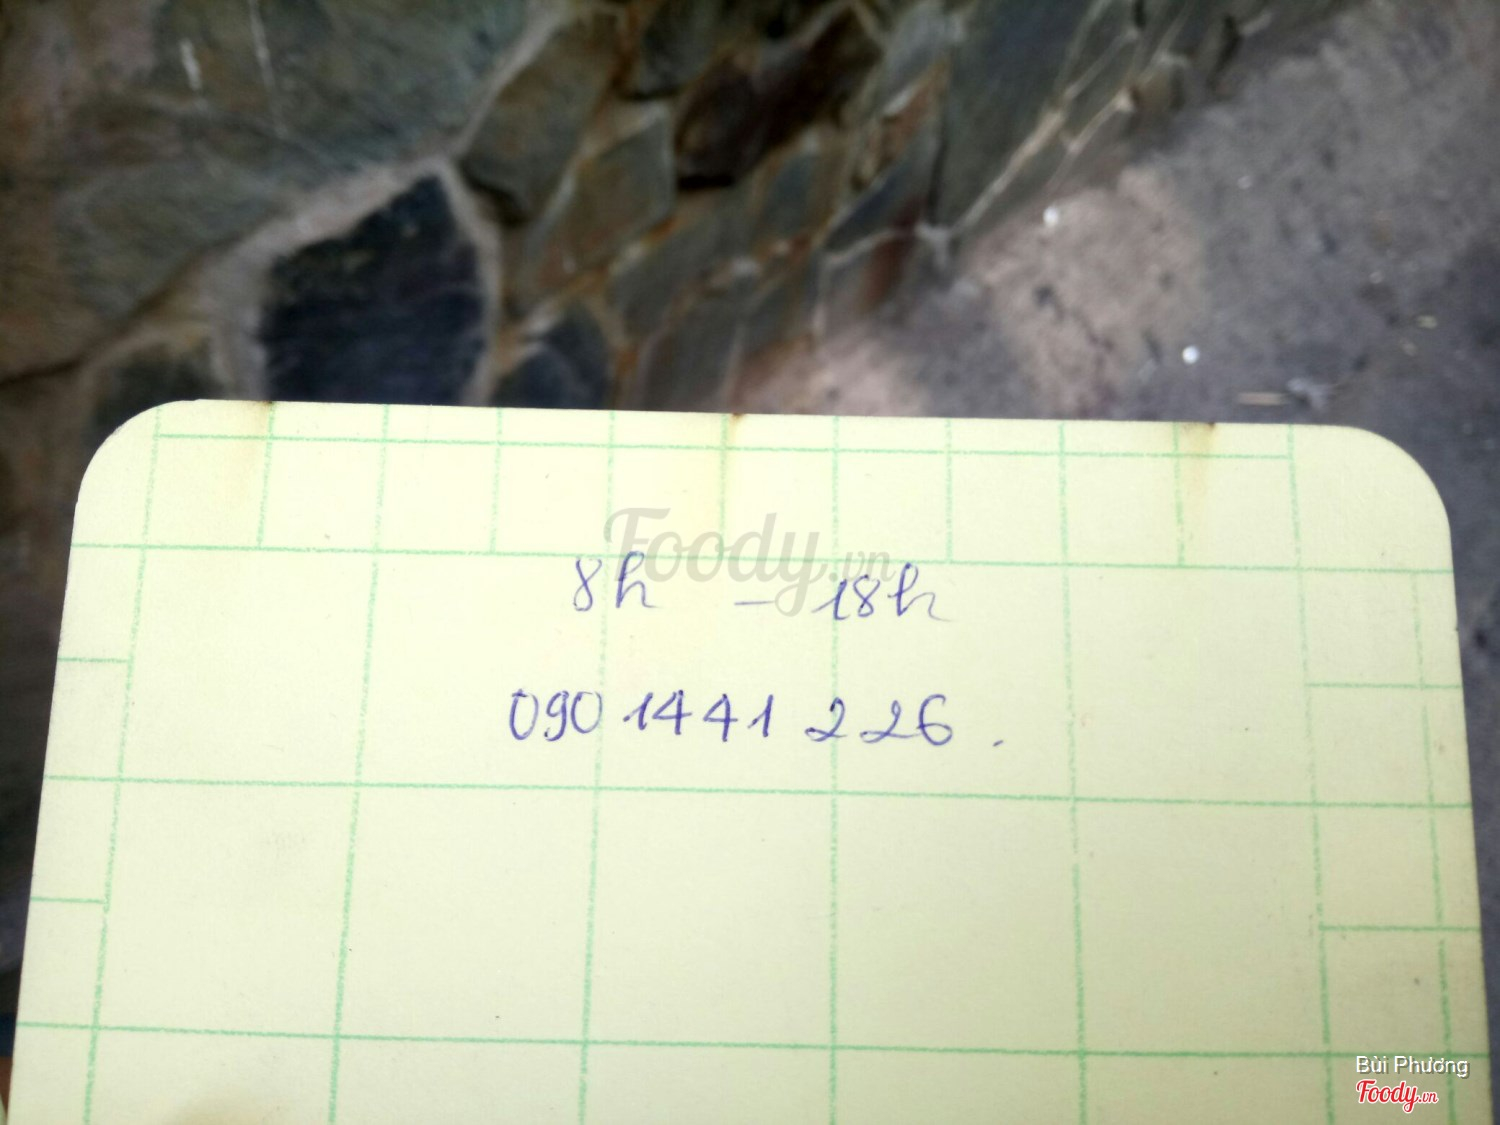 Foody.vn
8h – 18h
090 1441 226.
Bùi Phương
Foody.vn